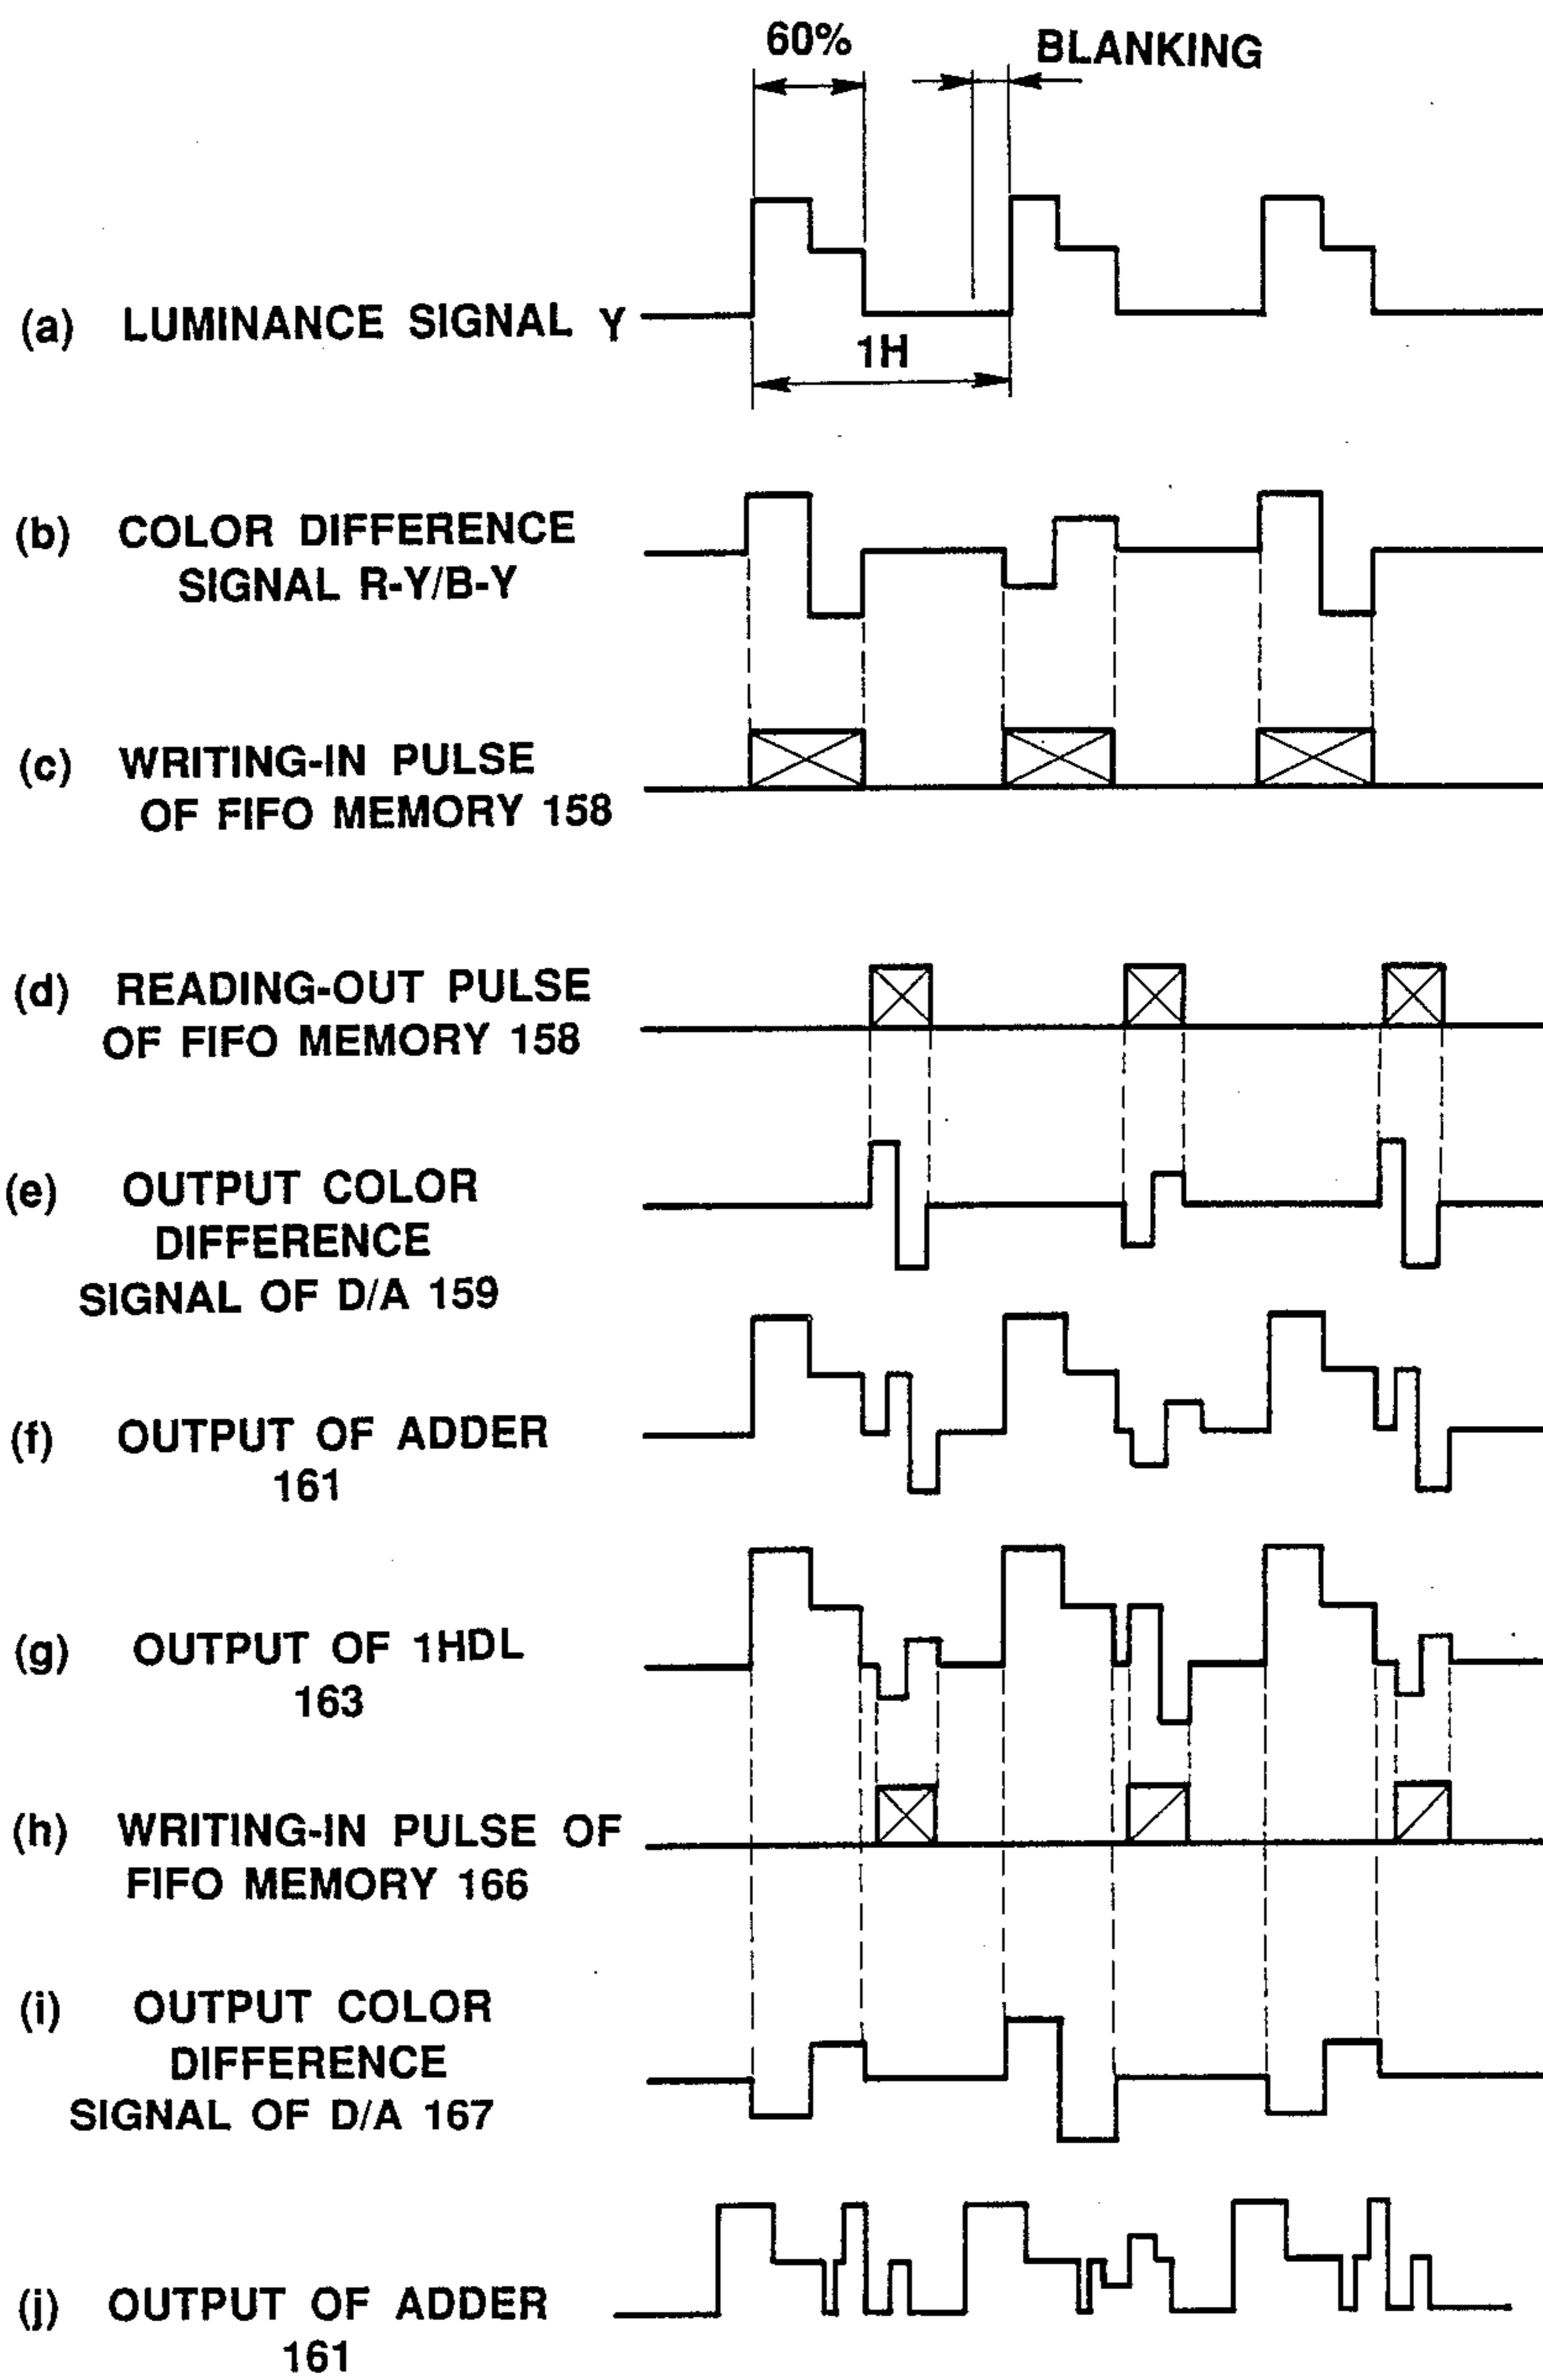 60%
BLANKING
(a) LUMINANCE SIGNAL Y
1H
(b) COLOR DIFFERENCE
SIGNAL R-Y/B-Y
(c) WRITING-IN PULSE
OF FIFO MEMORY 158
(d) READING-OUT PULSE
OF FIFO MEMORY 158
(e) OUTPUT COLOR
DIFFERENCE
SIGNAL OF D/A 159
(f) OUTPUT OF ADDER
161
(g) OUTPUT OF 1HDL
163
(h) WRITING-IN PULSE OF
FIFO MEMORY 166
(i) OUTPUT COLOR
DIFFERENCE
SIGNAL OF D/A 167
(j) OUTPUT OF ADDER
161